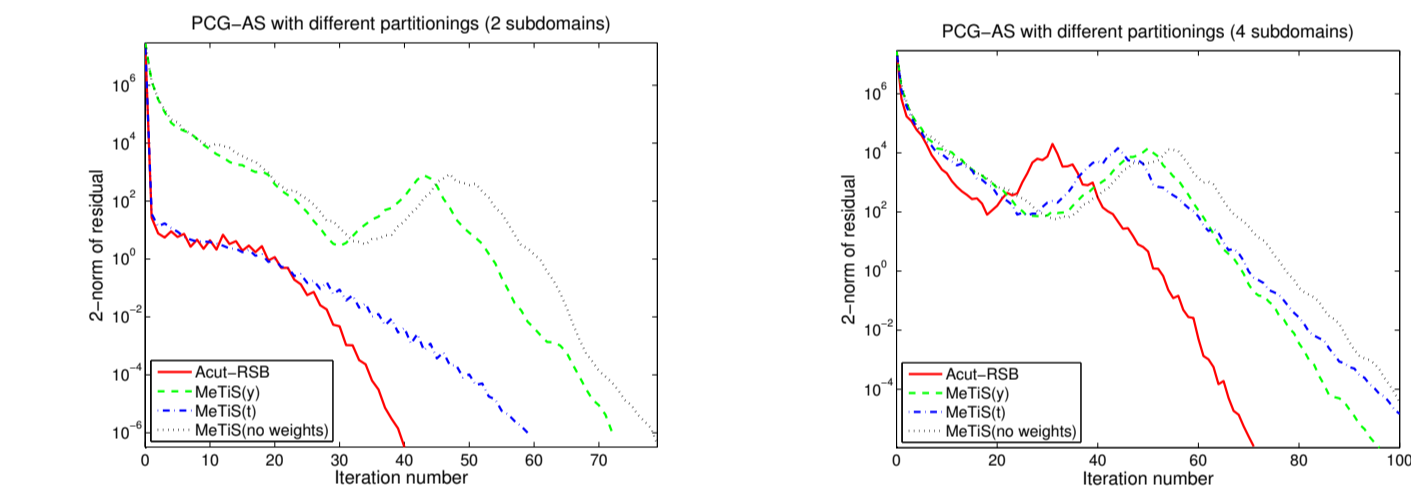 PCG−AS with different partitionings (2 subdomains)
10^6
10^4
10^2
10^0
10^−2
10^−4
10^−6
2−norm of residual
Acut−RSB
MeTiS(y)
MeTiS(t)
MeTiS(no weights)
0 10 20 30 40 50 60 70
Iteration number
PCG−AS with different partitionings (4 subdomains)
10^6
10^4
10^2
10^0
10^−2
10^−4
2−norm of residual
Acut−RSB
MeTiS(y)
MeTiS(t)
MeTiS(no weights)
0 20 40 60 80 100
Iteration number